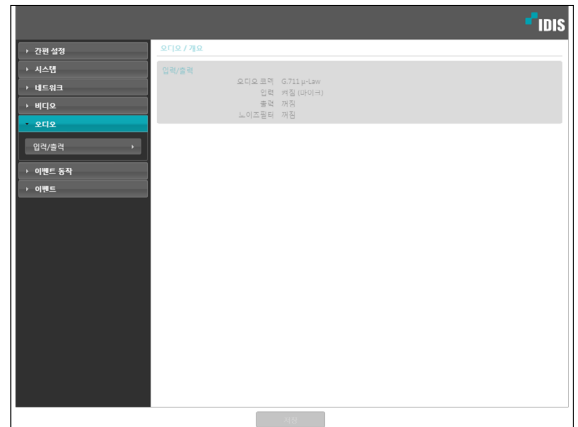 IDIS
간편 설정
시스템
네트워크
비디오
오디오
입력/출력
이벤트 동작
이벤트
오디오 / 개요
입력/출력
오디오 코덱 G.711 μ-Law
입력 켜짐 (마이크)
출력 꺼짐
노이즈필터 꺼짐